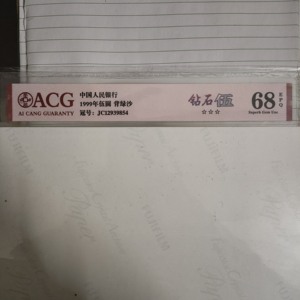 ACG
AI CANG GUARANTY
中国人民银行
1999年伍圆 背绿沙
冠号: JC32939854
钻石伍
☆☆☆
68 EPQ
Superb Gem Unc